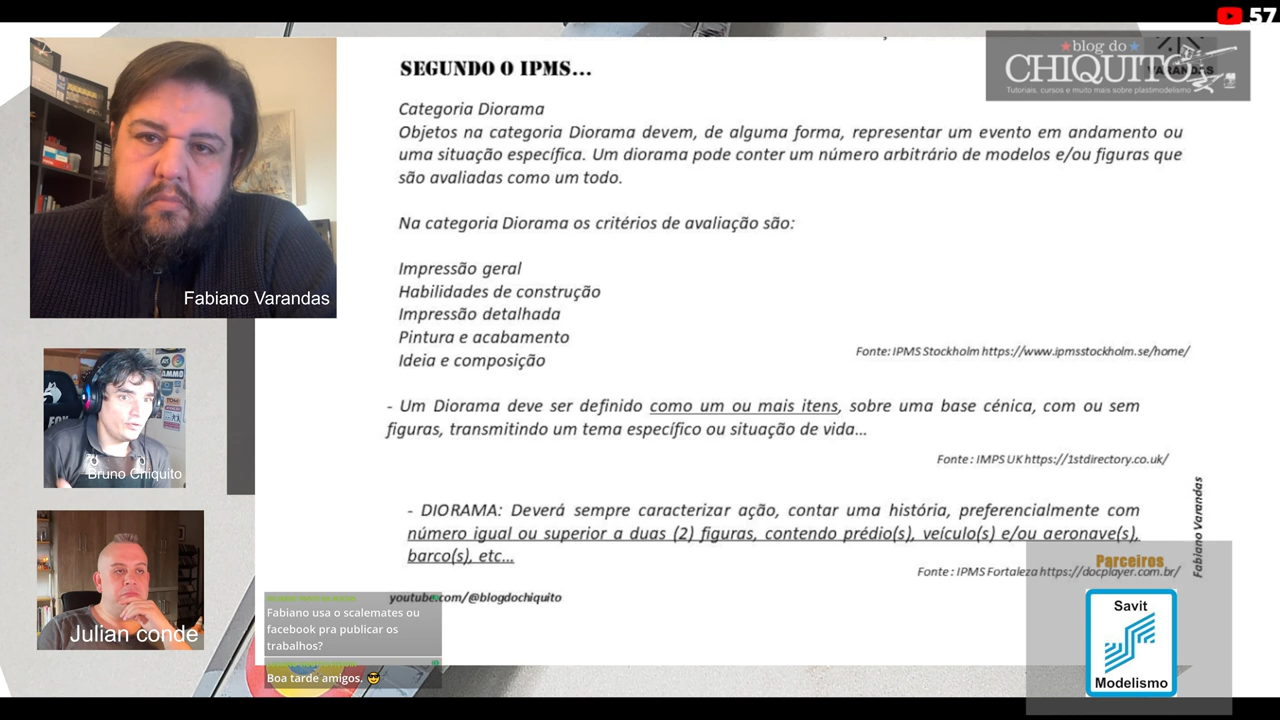 57
blog do
CHIQUITO
Tutoriais, cursos e muito mais sobre plastimodelismo
VARANDAS
SEGUNDO O IPMS...
Categoria Diorama
Objetos na categoria Diorama devem, de alguma forma, representar um evento em andamento ou
uma situação específica. Um diorama pode conter um número arbitrário de modelos e/ou figuras que
são avaliadas como um todo.
Na categoria Diorama os critérios de avaliação são:
Impressão geral
Habilidades de construção
Impressão detalhada
Pintura e acabamento
Ideia e composição
Fonte: IPMS Stockholm https://www.ipmsstockholm.se/home/
- Um Diorama deve ser definido como um ou mais itens, sobre uma base cénica, com ou sem
figuras, transmitindo um tema específico ou situação de vida...
Fonte : IMPS UK https://1stdirectory.co.uk/
- DIORAMA: Deverá sempre caracterizar ação, contar uma história, preferencialmente com
número igual ou superior a duas (2) figuras, contendo prédio(s), veículo(s) e/ou aeronave(s),
barco(s), etc...
Fonte : IPMS Fortaleza https://docplayer.com.br/
youtube.com/@blogdochiquito
Fabiano Varandas
Fabiano Varandas
AMMO
FOX
Bruno Chiquito
Julian conde
Fabiano usa o scalemates ou
facebook pra publicar os
trabalhos?
Boa tarde amigos.
Parceiros
Savit
Modelismo